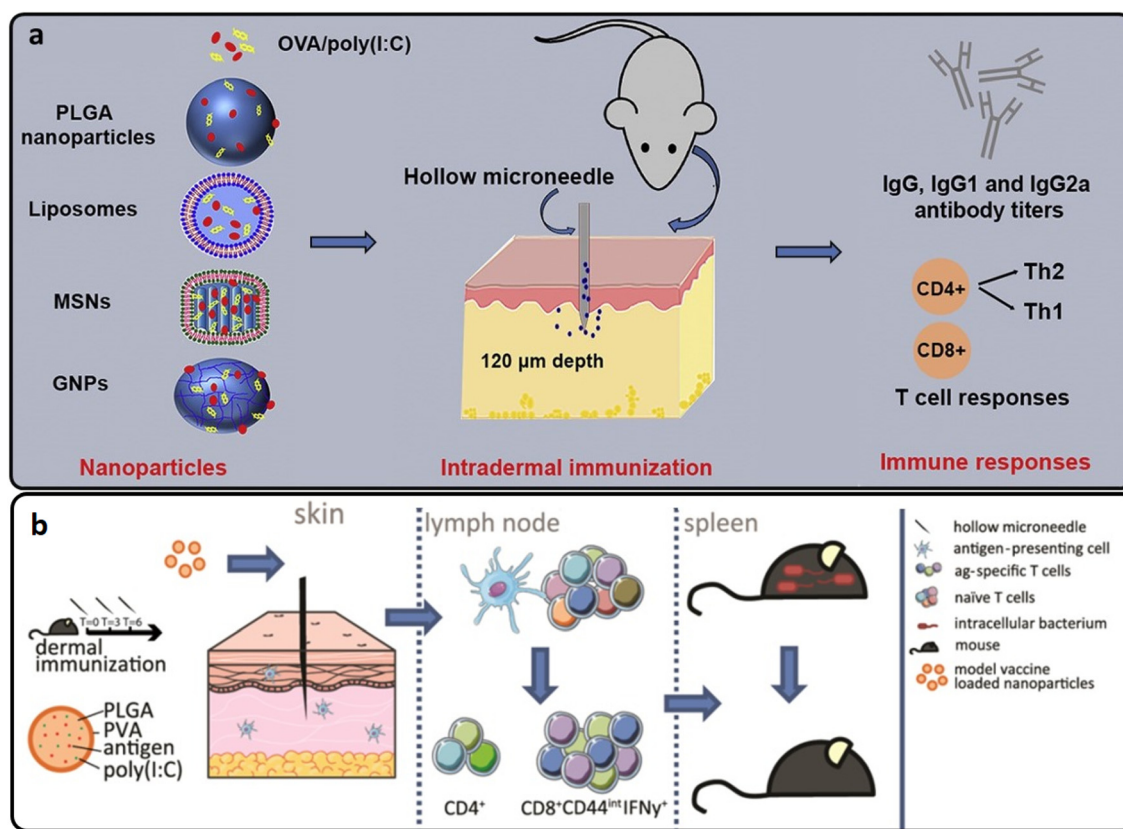 a
OVA/poly(I:C)
PLGA
nanoparticles
Liposomes
MSNs
GNPs
Nanoparticles
Hollow microneedle
120 µm depth
Intradermal immunization
IgG, IgG1 and IgG2a
antibody titers
CD4+
Th2
Th1
CD8+
T cell responses
Immune responses
b
T=0 T=3 T=6
dermal
immunization
PLGA
PVA
antigen
poly(I:C)
skin
lymph node
CD4⁺
CD8⁺CD44ⁱⁿᵗIFNγ⁺
spleen
hollow microneedle
antigen-presenting cell
ag-specific T cells
naïve T cells
intracellular bacterium
mouse
model vaccine
loaded nanoparticles